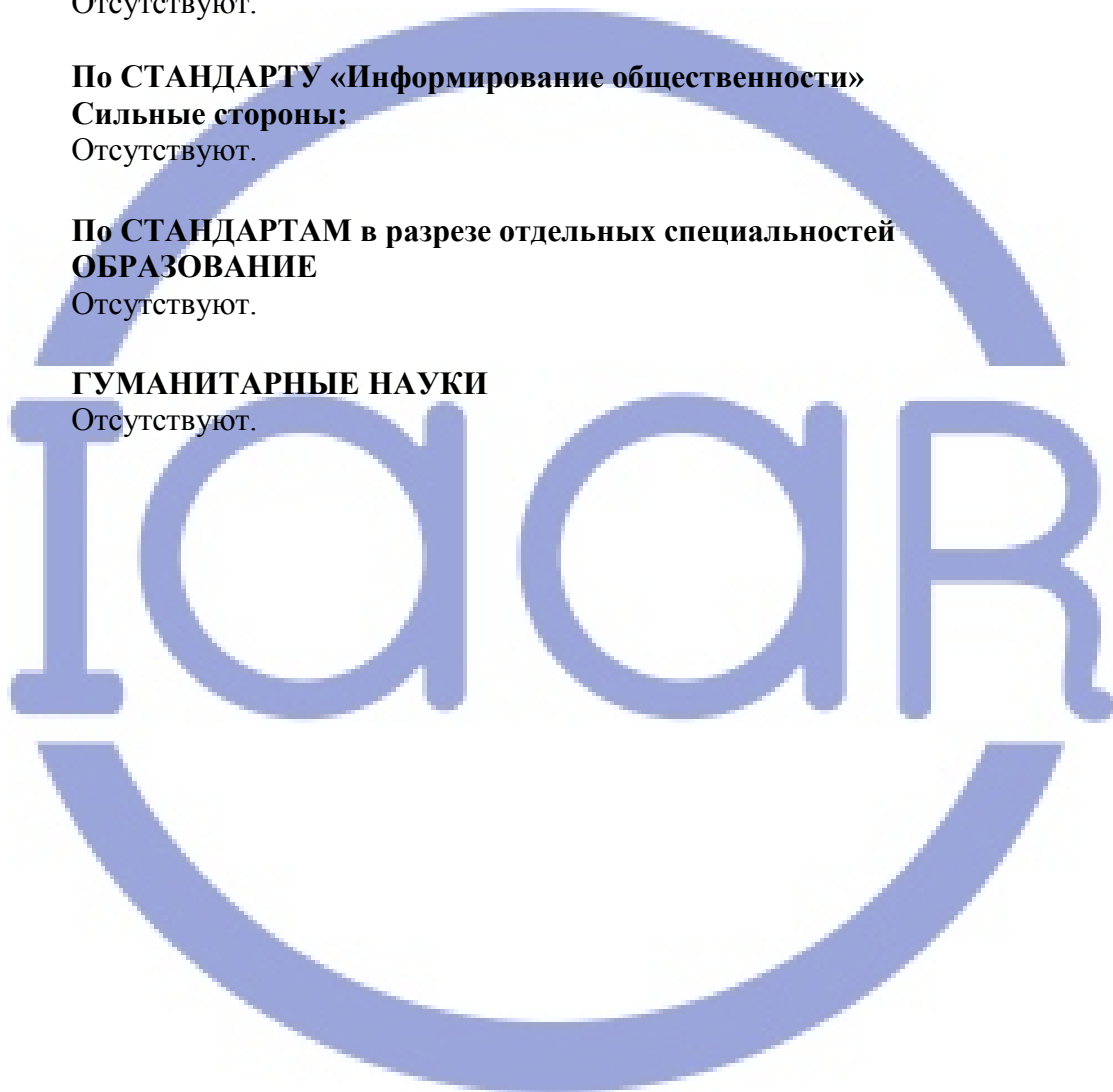 Отсутствуют.
По СТАНДАРТУ «Информирование общественности»
Сильные стороны:
Отсутствуют.
По СТАНДАРТАМ в разрезе отдельных специальностей
ОБРАЗОВАНИЕ
Отсутствуют.
ГУМАНИТАРНЫЕ НАУКИ
Отсутствуют.
IAAR